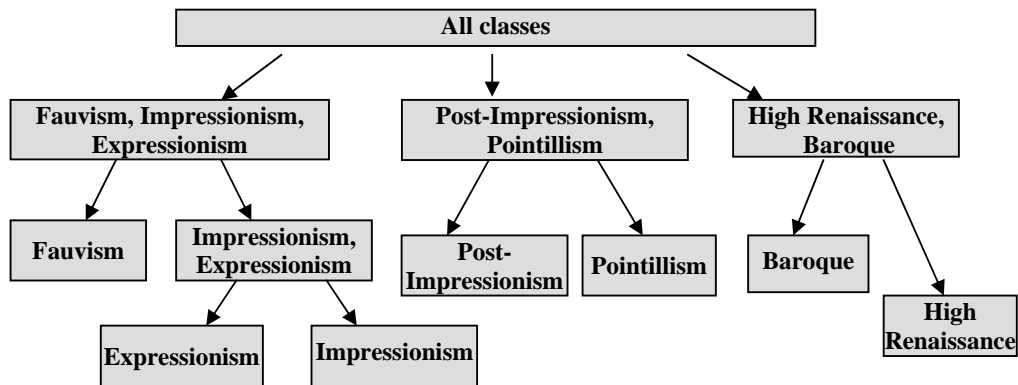 All classes
Fauvism, Impressionism,
Expressionism
Post-Impressionism,
Pointillism
High Renaissance,
Baroque
Fauvism
Impressionism,
Expressionism
Post-
Impressionism
Pointillism
Baroque
High
Renaissance
Expressionism
Impressionism